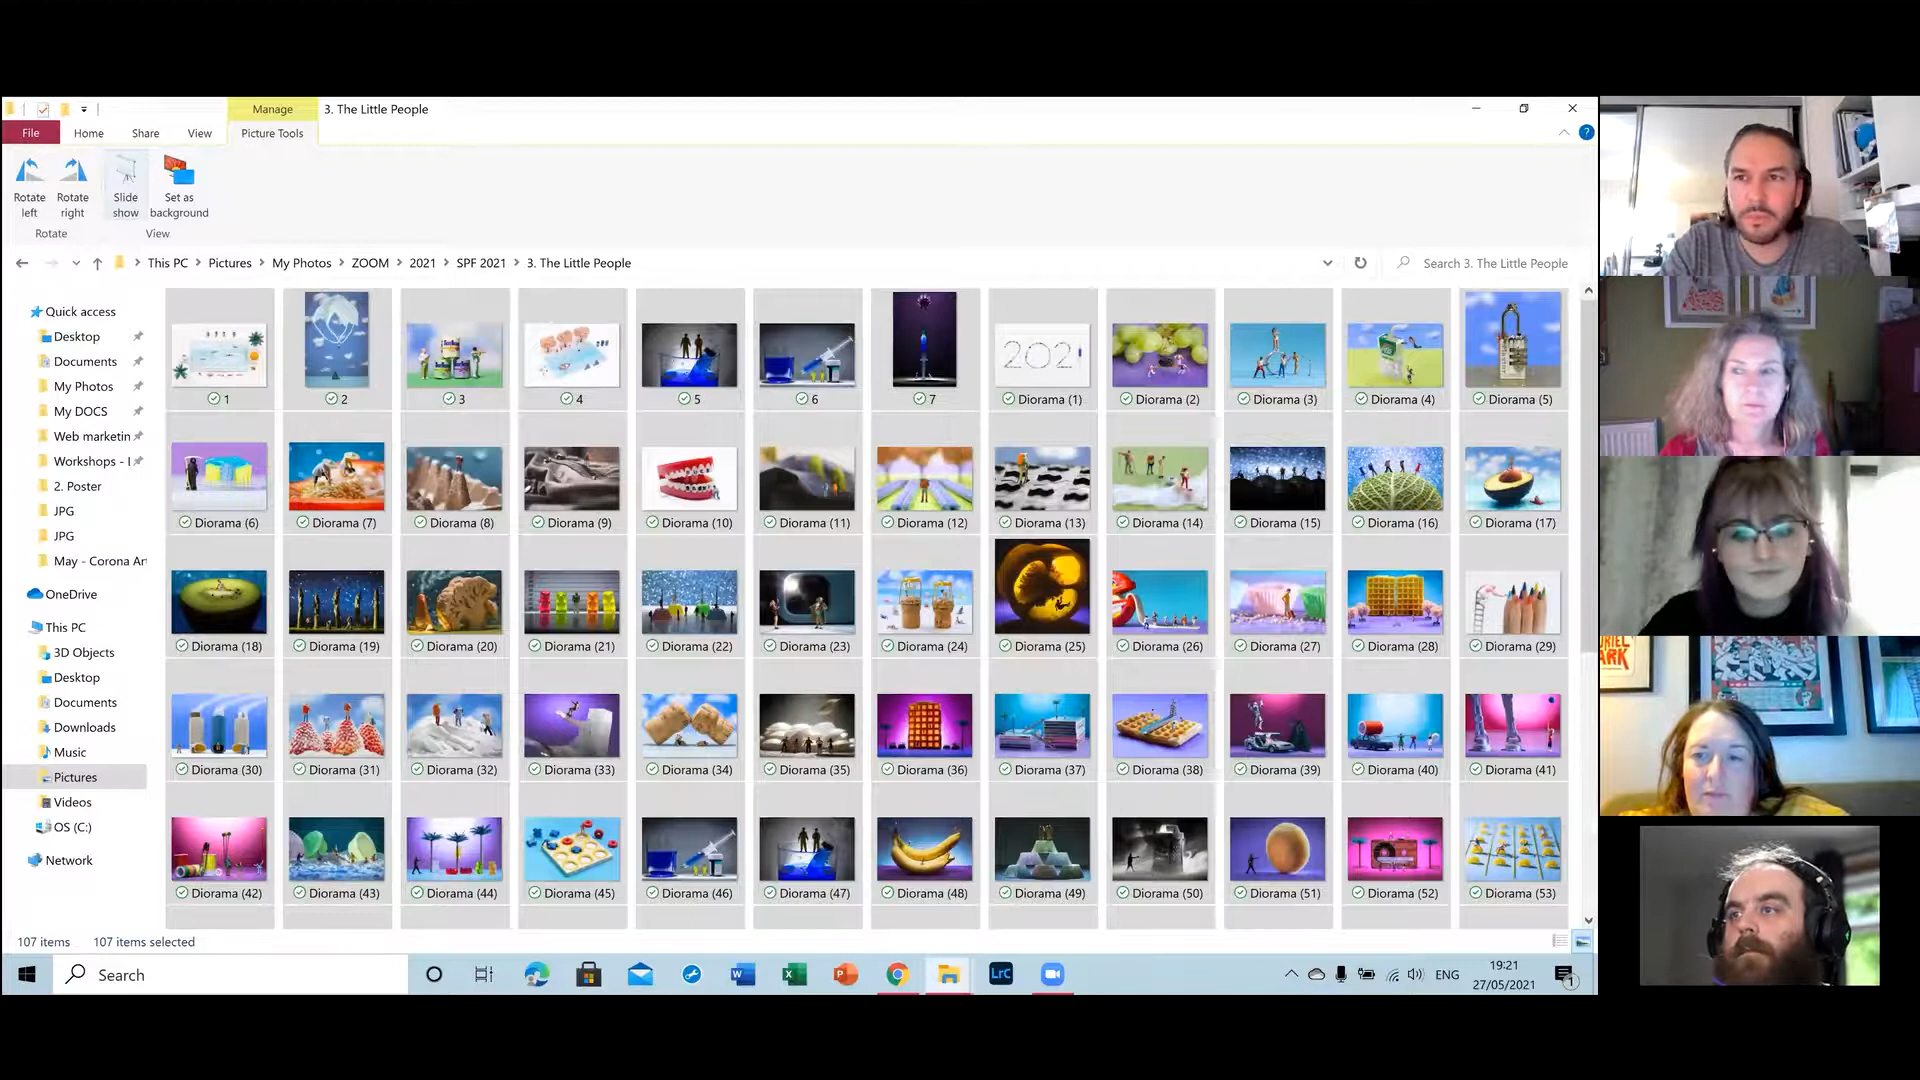 Manage
3. The Little People
File
Home
Share
View
Picture Tools
Rotate left
Rotate right
Slide show
Set as background
Rotate
View
This PC
Pictures
My Photos
ZOOM
2021
SPF 2021
3. The Little People
Search 3. The Little People
Quick access
Desktop
Documents
My Photos
My DOCS
Web marketin
Workshops - I
2. Poster
JPG
JPG
May - Corona Ar
OneDrive
This PC
3D Objects
Desktop
Documents
Downloads
Music
Pictures
Videos
OS (C:)
Network
2021
1
2
3
4
5
6
7
Diorama (1)
Diorama (2)
Diorama (3)
Diorama (4)
Diorama (5)
Diorama (6)
Diorama (7)
Diorama (8)
Diorama (9)
Diorama (10)
Diorama (11)
Diorama (12)
Diorama (13)
Diorama (14)
Diorama (15)
Diorama (16)
Diorama (17)
Diorama (18)
Diorama (19)
Diorama (20)
Diorama (21)
Diorama (22)
Diorama (23)
Diorama (24)
Diorama (25)
Diorama (26)
Diorama (27)
Diorama (28)
Diorama (29)
Diorama (30)
Diorama (31)
Diorama (32)
Diorama (33)
Diorama (34)
Diorama (35)
Diorama (36)
Diorama (37)
Diorama (38)
Diorama (39)
Diorama (40)
Diorama (41)
Diorama (42)
Diorama (43)
Diorama (44)
Diorama (45)
Diorama (46)
Diorama (47)
Diorama (48)
Diorama (49)
Diorama (50)
Diorama (51)
Diorama (52)
Diorama (53)
107 items
107 items selected
Search
LrC
ENG
19:21
27/05/2021
1